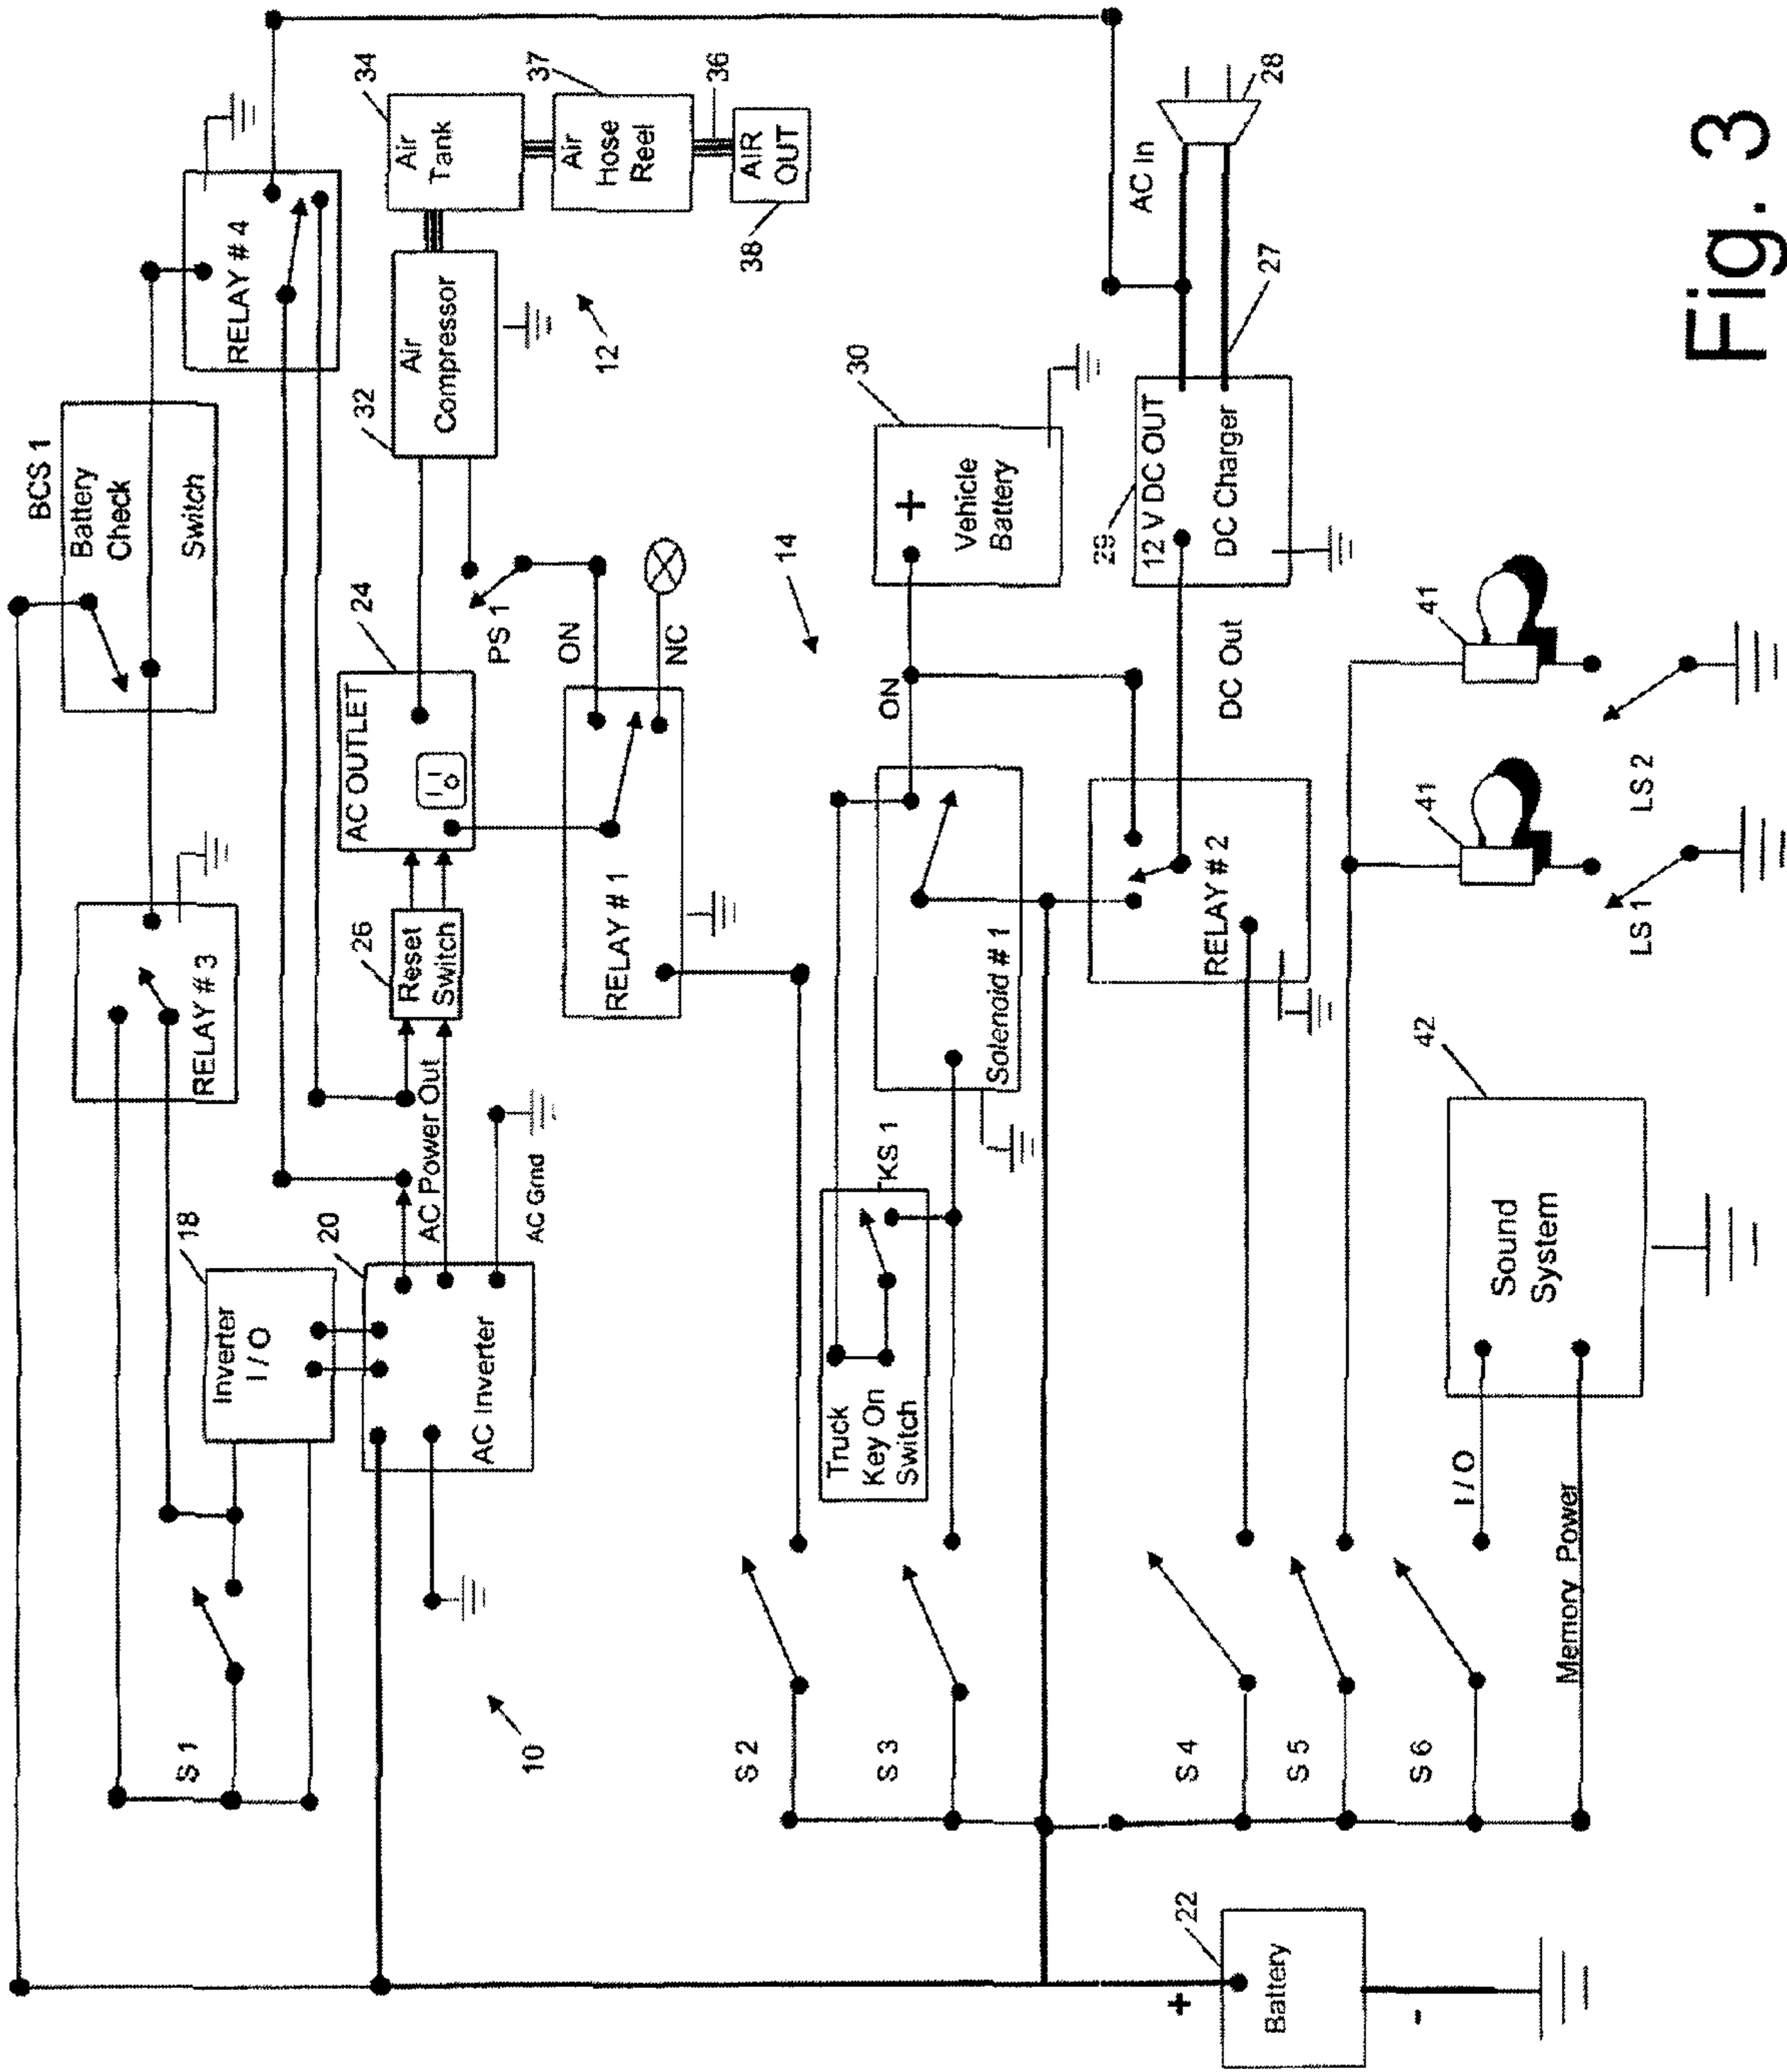 BCS 1
Battery
Check
Switch
RELAY # 3
RELAY # 4
S 1
Inverter
I / O
18
20
AC Inverter
AC Power Out
AC Grnd
26
Reset
Switch
24
AC OUTLET
32
Air
Compressor
34
Air
Tank
37
Air
Hose
Reel
36
AIR
OUT
38
12
PS 1
ON
NC
RELAY # 1
10
S 2
S 3
Truck
Key On
Switch
TKS 1
Solenoid # 1
14
ON
30
+
Vehicle
Battery
29
12 V DC OUT
DC Charger
DC Out
AC In
27
28
RELAY # 2
S 4
S 5
S 6
41
41
LS 1
LS 2
42
Sound
System
I / O
Memory Power
22
+
Battery
-
Fig. 3